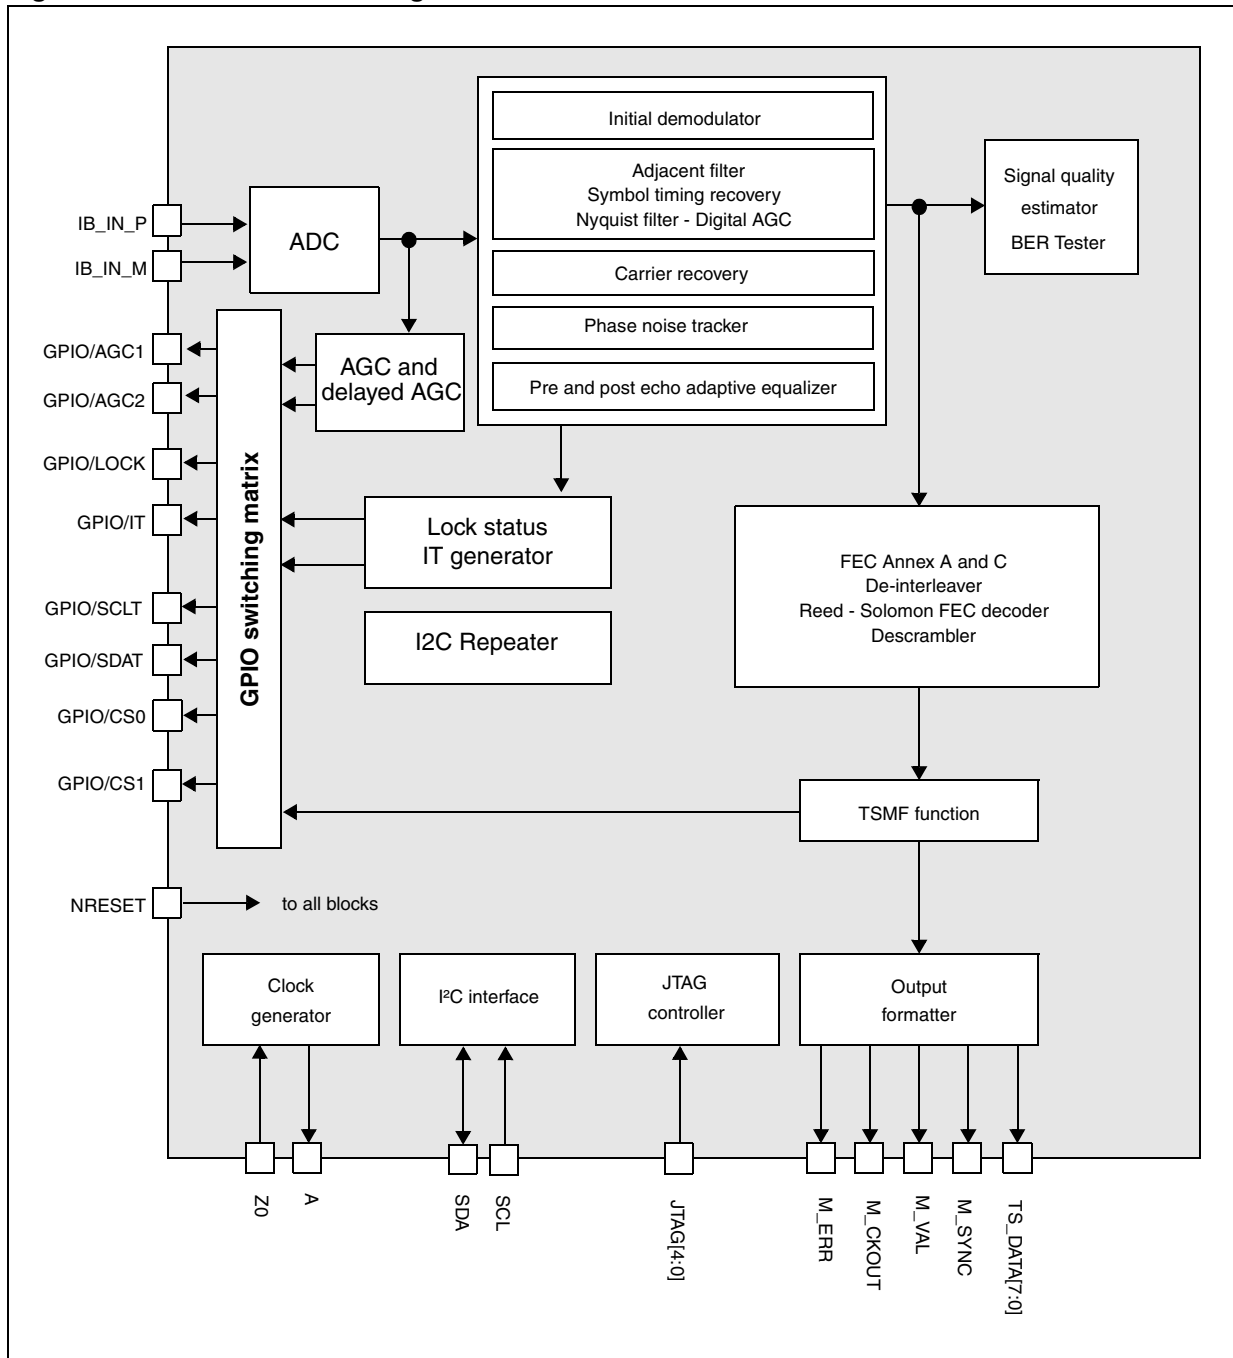 Initial demodulator
Adjacent filter
Symbol timing recovery
Nyquist filter - Digital AGC
Carrier recovery
Phase noise tracker
Pre and post echo adaptive equalizer
Signal quality
estimator
BER Tester
IB_IN_P
IB_IN_M
ADC
GPIO/AGC1
GPIO/AGC2
GPIO/LOCK
GPIO/IT
GPIO/SCLT
GPIO/SDAT
GPIO/CS0
GPIO/CS1
GPIO switching matrix
AGC and
delayed AGC
Lock status
IT generator
I2C Repeater
FEC Annex A and C
De-interleaver
Reed - Solomon FEC decoder
Descrambler
TSMF function
NRESET
to all blocks
Clock
generator
I²C interface
JTAG
controller
Output
formatter
Z0
A
SDA
SCL
JTAG[4:0]
M_ERR
M_CKOUT
M_VAL
M_SYNC
TS_DATA[7:0]